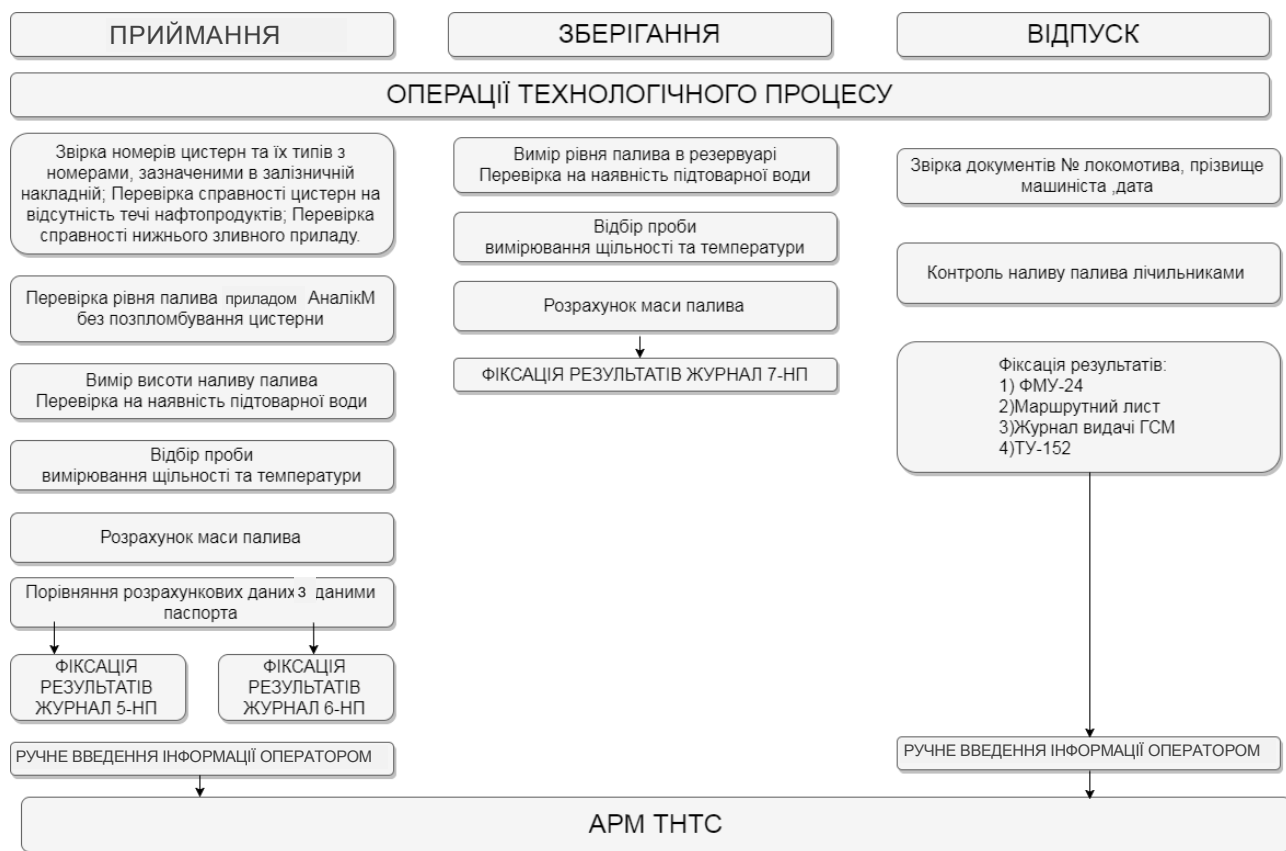 ПРИЙМАННЯ
ЗБЕРІГАННЯ
ВІДПУСК
ОПЕРАЦІЇ ТЕХНОЛОГІЧНОГО ПРОЦЕСУ
Звірка номерів цистерн та їх типів з
номерами, зазначеними в залізничній
накладній; Перевірка справності цистерн на
відсутність течі нафтопродуктів; Перевірка
справності нижнього зливного приладу.
Перевірка рівня палива приладом АналікМ
без позпломбування цистерни
Вимір висоти наливу палива
Перевірка на наявність підтоварної води
Відбір проби
вимірювання щільності та температури
Розрахунок маси палива
Порівняння розрахункових даних з даними
паспорта
ФІКСАЦІЯ
РЕЗУЛЬТАТІВ
ЖУРНАЛ 5-НП
ФІКСАЦІЯ
РЕЗУЛЬТАТІВ
ЖУРНАЛ 6-НП
РУЧНЕ ВВЕДЕННЯ ІНФОРМАЦІЇ ОПЕРАТОРОМ
Вимір рівня палива в резервуарі
Перевірка на наявність підтоварної води
Відбір проби
вимірювання щільності та температури
Розрахунок маси палива
ФІКСАЦІЯ РЕЗУЛЬТАТІВ ЖУРНАЛ 7-НП
Звірка документів № локомотива, прізвище
машиніста ,дата
Контроль наливу палива лічильниками
Фіксація результатів:
1) ФМУ-24
2)Маршрутний лист
3)Журнал видачі ГСМ
4)ТУ-152
РУЧНЕ ВВЕДЕННЯ ІНФОРМАЦІЇ ОПЕРАТОРОМ
АРМ ТНТС